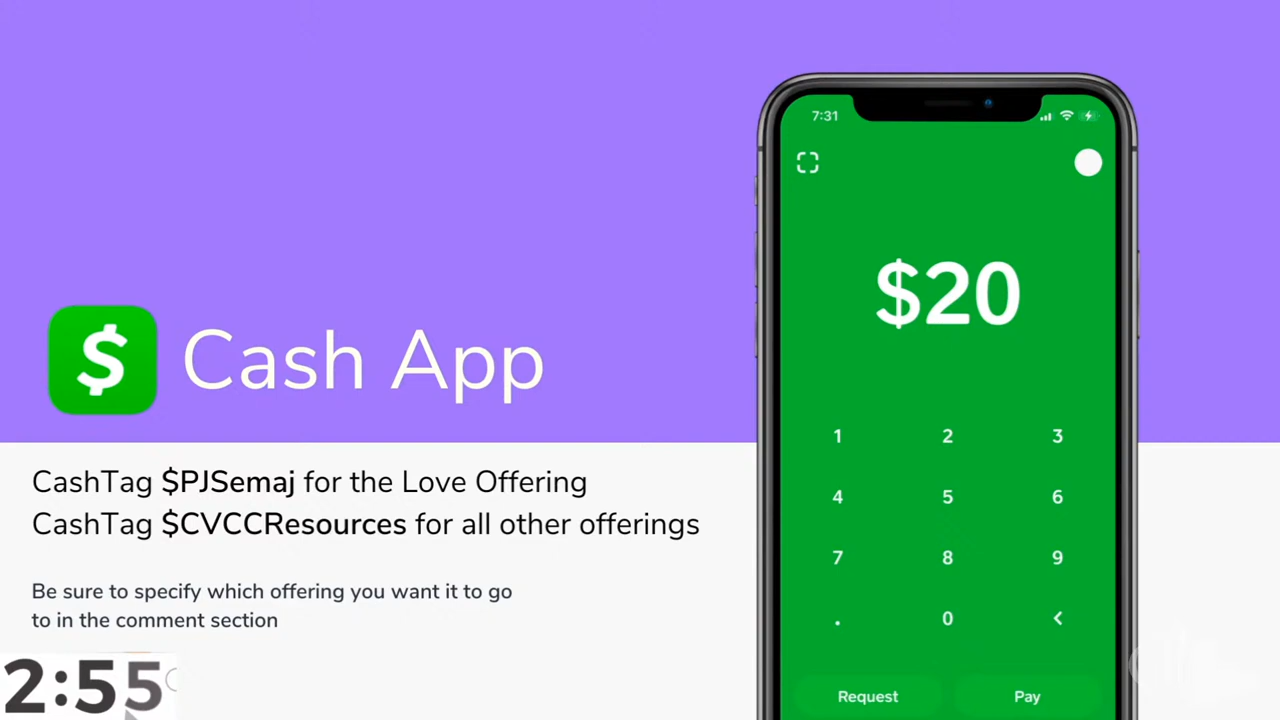 Cash App
CashTag $PJSemaj for the Love Offering
CashTag $CVCCResources for all other offerings
Be sure to specify which offering you want it to go
to in the comment section
2:55
7:31
$20
1 2 3
4 5 6
7 8 9
. 0 <
Request Pay